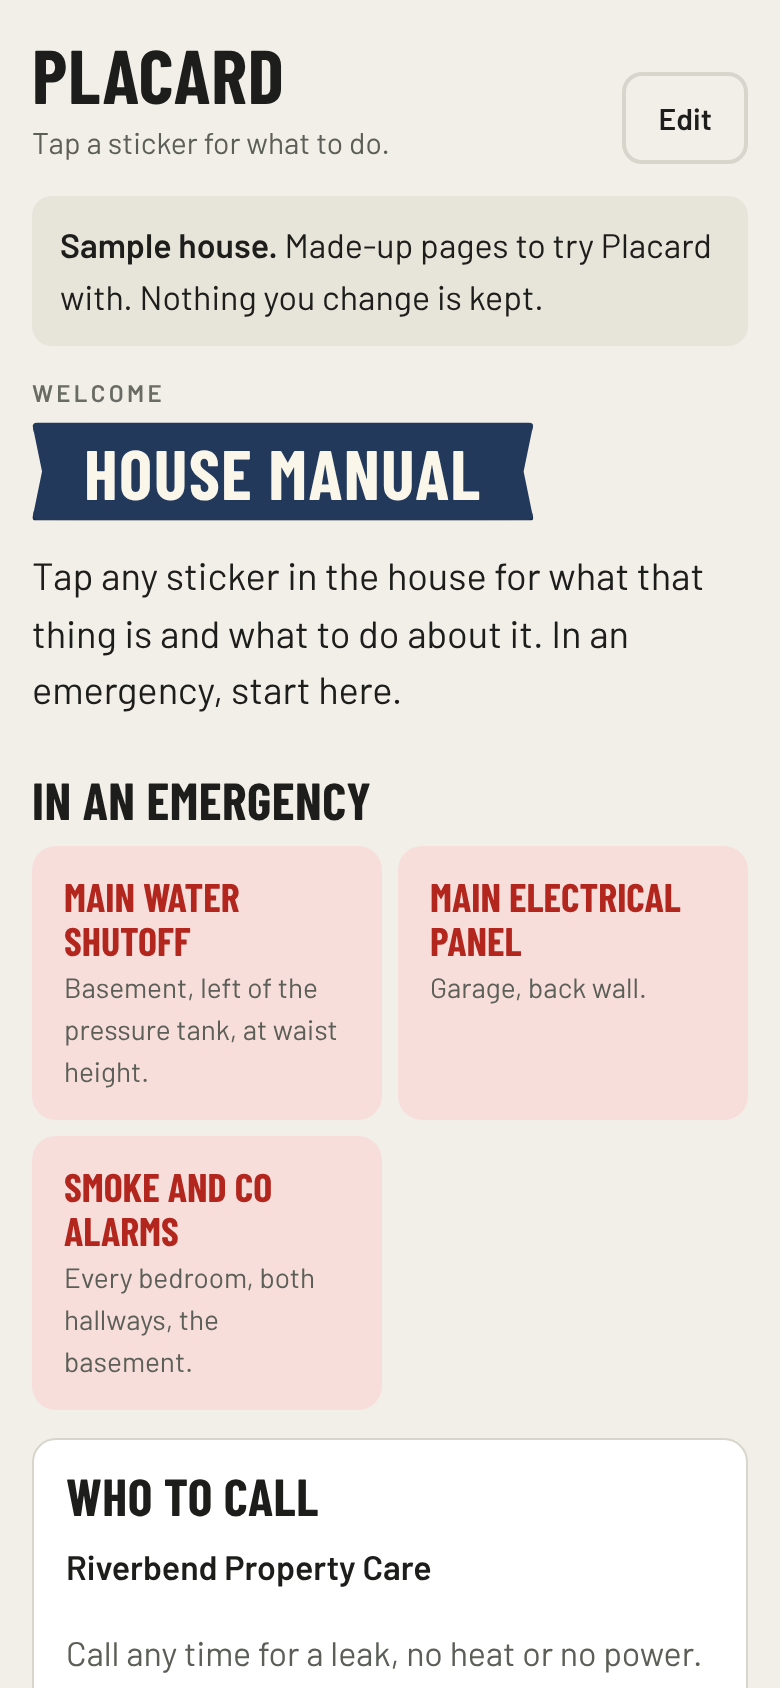 PLACARD
Tap a sticker for what to do.
Edit
Sample house. Made-up pages to try Placard
with. Nothing you change is kept.
WELCOME
HOUSE MANUAL
Tap any sticker in the house for what that
thing is and what to do about it. In an
emergency, start here.
IN AN EMERGENCY
MAIN WATER
SHUTOFF
Basement, left of the
pressure tank, at waist
height.
MAIN ELECTRICAL
PANEL
Garage, back wall.
SMOKE AND CO
ALARMS
Every bedroom, both
hallways, the
basement.
WHO TO CALL
Riverbend Property Care
Call any time for a leak, no heat or no power.